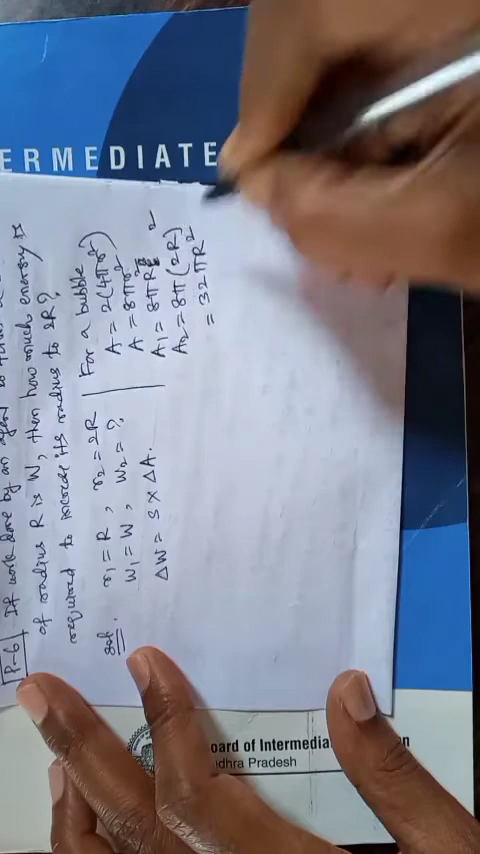 ERMEDIATE
P-6 If work done by an agent to form a
of radius R is W, then how much energy is
required to increase its radius to 2R?
Sol. r₁ = R , r₂ = 2R
W₁ = W , W₂ = ?
ΔW = S × ΔA.
For a bubble
A = 2(4πr²)
A = 8πr²
A₁ = 8πR²
A₂ = 8π(2R)²
= 32πR²
oard of Intermedia on
ndhra Pradesh